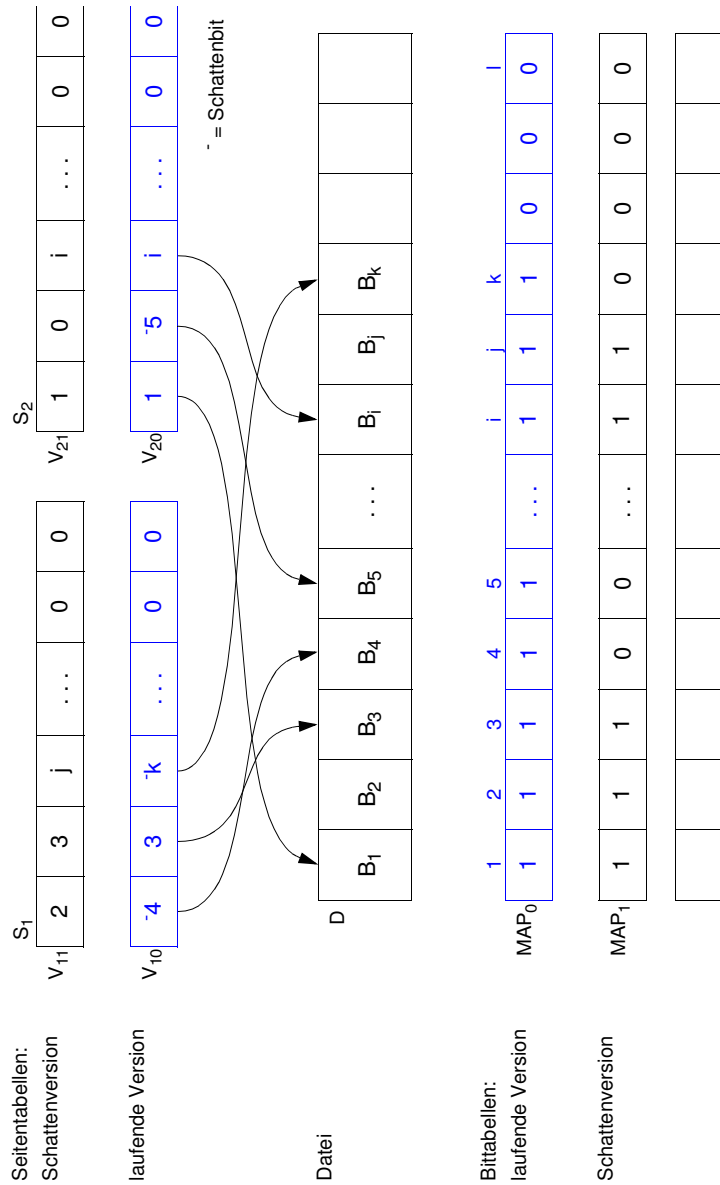 Seitentabellen: S1 S2
Schattenversion V11 2 3 j . . . 0 0 V21 1 0 i . . . 0 0
laufende Version V10 -4 3 -k . . . 0 0 V20 1 -5 i . . . 0 0
- = Schattenbit
Datei D B1 B2 B3 B4 B5 . . . Bi Bj Bk
Bittabellen: 1 2 3 4 5 i j k l
laufende Version MAP0 1 1 1 1 1 . . . 1 1 1 0 0 0
Schattenversion MAP1 1 1 1 0 0 . . . 1 1 0 0 0 0